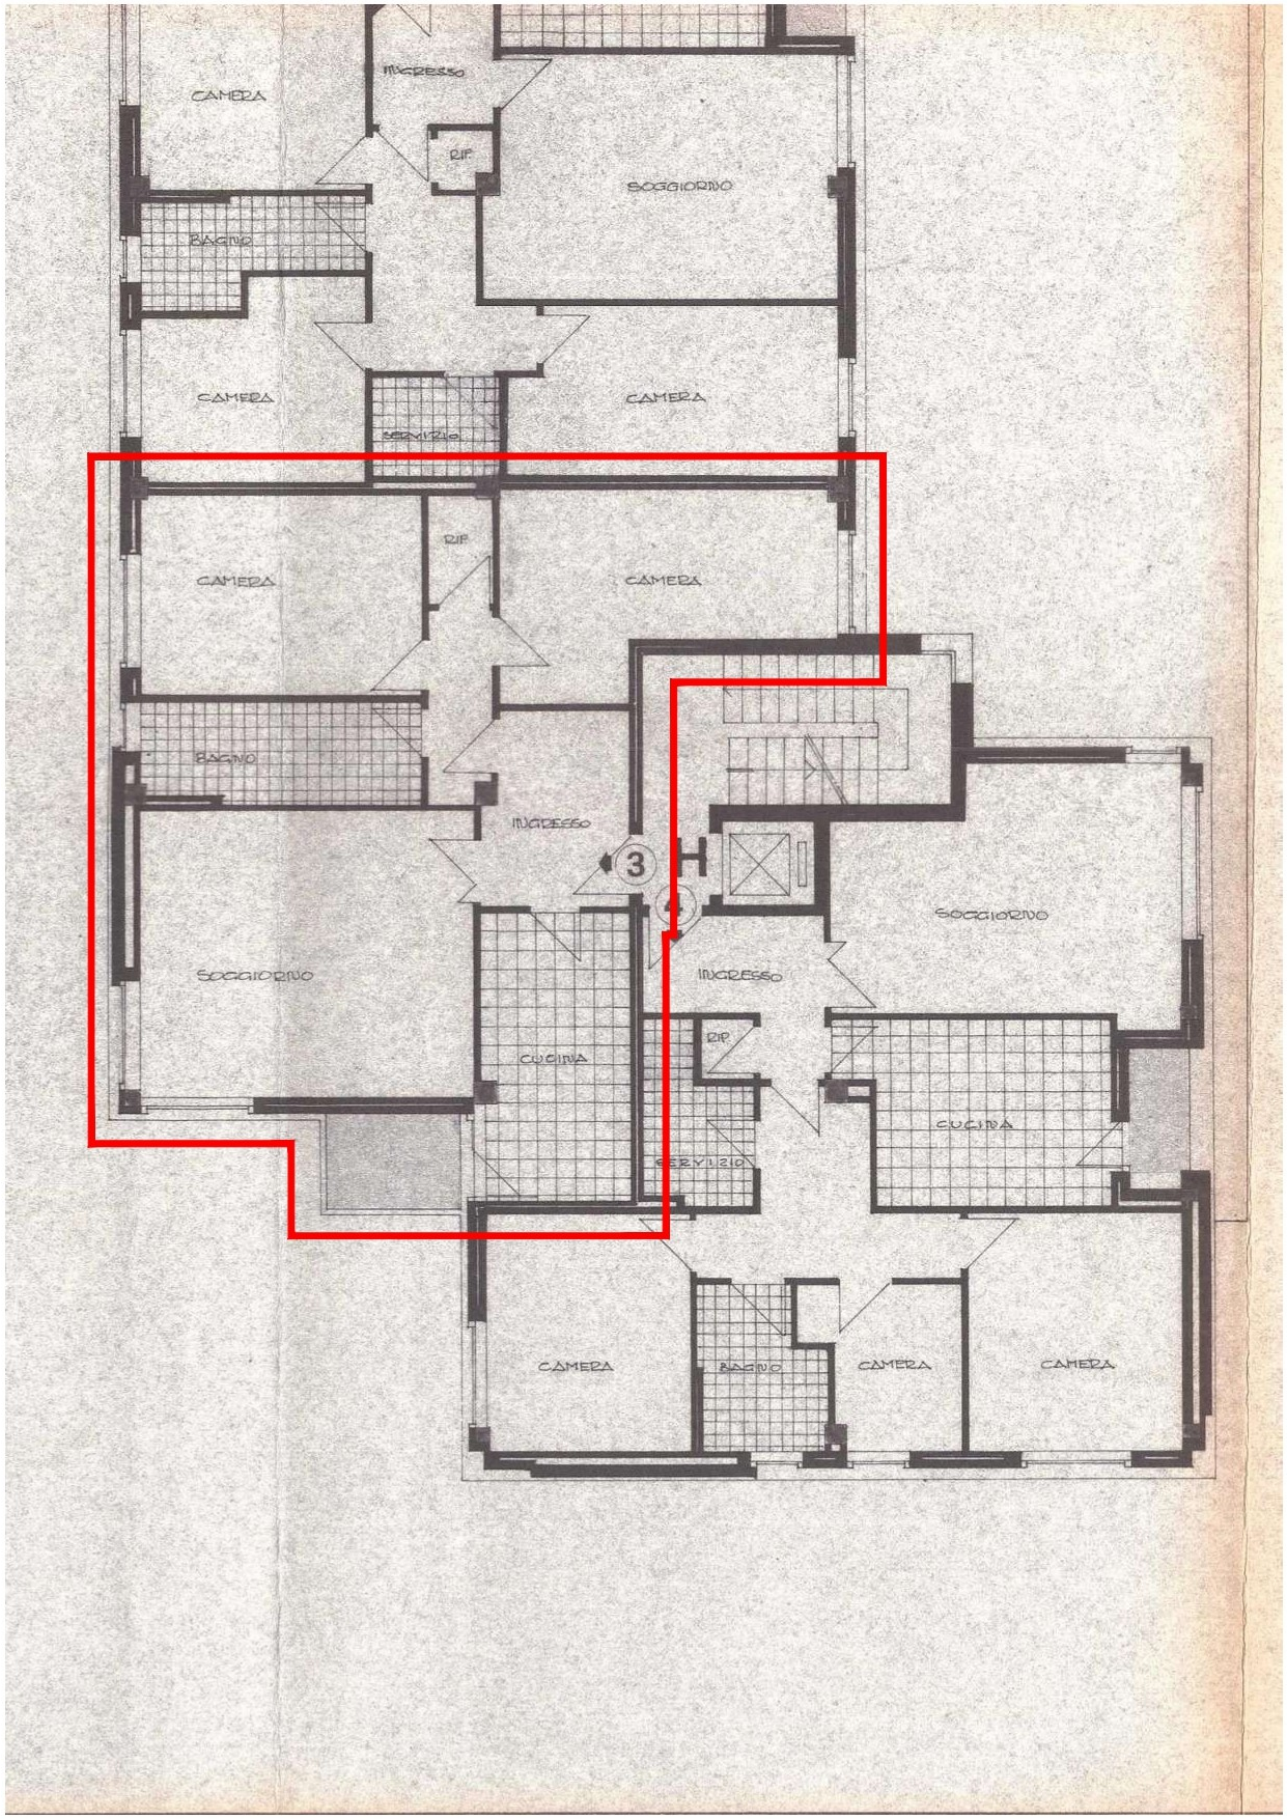 INGRESSO
CAMERA
RIP.
SOGGIORNO
BAGNO
CAMERA
CAMERA
SERVIZIO
RIP.
CAMERA
CAMERA
BAGNO
INGRESSO
3
H
4
SOGGIORNO
SOGGIORNO
INGRESSO
RIP.
CUCINA
CUCINA
SERVIZIO
CAMERA
BAGNO
CAMERA
CAMERA